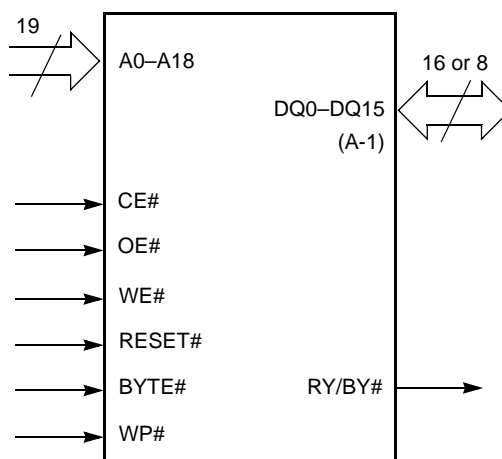 19
A0–A18
16 or 8
DQ0–DQ15
(A-1)
CE#
OE#
WE#
RESET#
BYTE#
RY/BY#
WP#